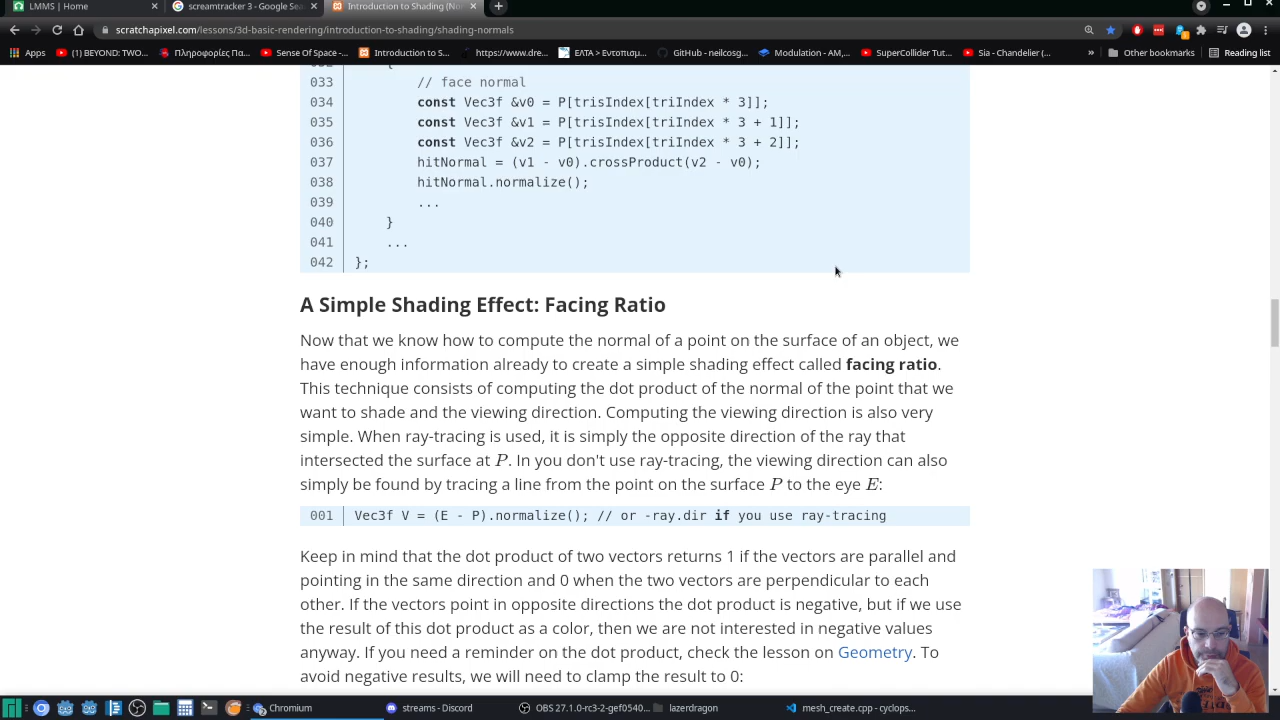 LMMS | Home
screamtracker 3 - Google Sea
Introduction to Shading (Nor
scratchapixel.com/lessons/3d-basic-rendering/introduction-to-shading/shading-normals
Apps
(1) BEYOND: TWO...
Πληροφορίες Πα...
Sense Of Space -...
Introduction to S...
https://www.dre...
ΕΛΤΑ > Εντοπισμ...
GitHub - neilcosg...
Modulation - AM,...
SuperCollider Tut...
Sia - Chandelier (...
»
Other bookmarks
Reading list
032 {
033 // face normal
034 const Vec3f &v0 = P[trisIndex[triIndex * 3]];
035 const Vec3f &v1 = P[trisIndex[triIndex * 3 + 1]];
036 const Vec3f &v2 = P[trisIndex[triIndex * 3 + 2]];
037 hitNormal = (v1 - v0).crossProduct(v2 - v0);
038 hitNormal.normalize();
039 ...
040 }
041 ...
042 };
A Simple Shading Effect: Facing Ratio
Now that we know how to compute the normal of a point on the surface of an object, we
have enough information already to create a simple shading effect called facing ratio.
This technique consists of computing the dot product of the normal of the point that we
want to shade and the viewing direction. Computing the viewing direction is also very
simple. When ray-tracing is used, it is simply the opposite direction of the ray that
intersected the surface at P. In you don't use ray-tracing, the viewing direction can also
simply be found by tracing a line from the point on the surface P to the eye E:
001 Vec3f V = (E - P).normalize(); // or -ray.dir if you use ray-tracing
Keep in mind that the dot product of two vectors returns 1 if the vectors are parallel and
pointing in the same direction and 0 when the two vectors are perpendicular to each
other. If the vectors point in opposite directions the dot product is negative, but if we use
the result of this dot product as a color, then we are not interested in negative values
anyway. If you need a reminder on the dot product, check the lesson on Geometry. To
avoid negative results, we will need to clamp the result to 0:
Chromium
streams - Discord
OBS 27.1.0-rc3-2-gef0540...
lazerdragon
mesh_create.cpp - cyclops...